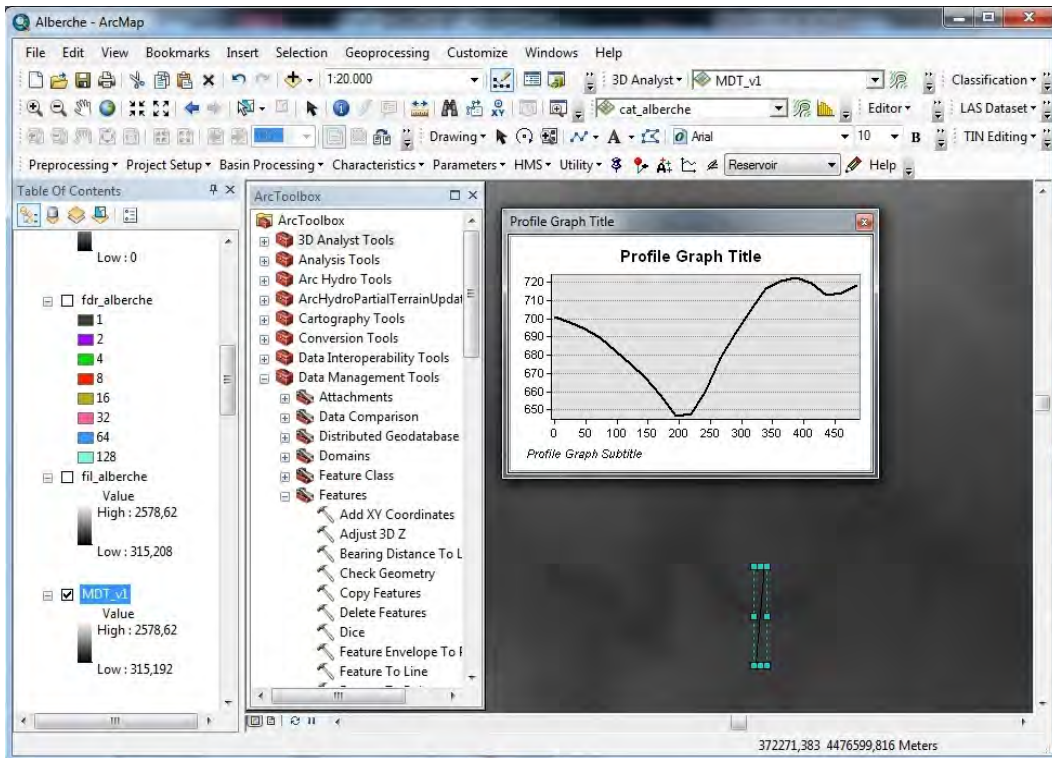 Alberche - ArcMap
File Edit View Bookmarks Insert Selection Geoprocessing Customize Windows Help
1:20.000 3D Analyst MDT_v1 Classification
cat_alberche Editor LAS Dataset
Drawing A Arial 10 B TIN Editing
Preprocessing Project Setup Basin Processing Characteristics Parameters HMS Utility Reservoir Help
Table Of Contents
Low : 0
fdr_alberche
1
2
4
8
16
32
64
128
fil_alberche
Value
High : 2578,62
Low : 315,208
MDT_v1
Value
High : 2578,62
Low : 315,192
ArcToolbox
ArcToolbox
3D Analyst Tools
Analysis Tools
Arc Hydro Tools
ArcHydroPartialTerrainUpdat
Cartography Tools
Conversion Tools
Data Interoperability Tools
Data Management Tools
Attachments
Data Comparison
Distributed Geodatabase
Domains
Feature Class
Features
Add XY Coordinates
Adjust 3D Z
Bearing Distance To L
Check Geometry
Copy Features
Delete Features
Dice
Feature Envelope To
Feature To Line
Profile Graph Title
Profile Graph Title
720
710
700
690
680
670
660
650
0 50 100 150 200 250 300 350 400 450
Profile Graph Subtitle
372271,383 4476599,816 Meters